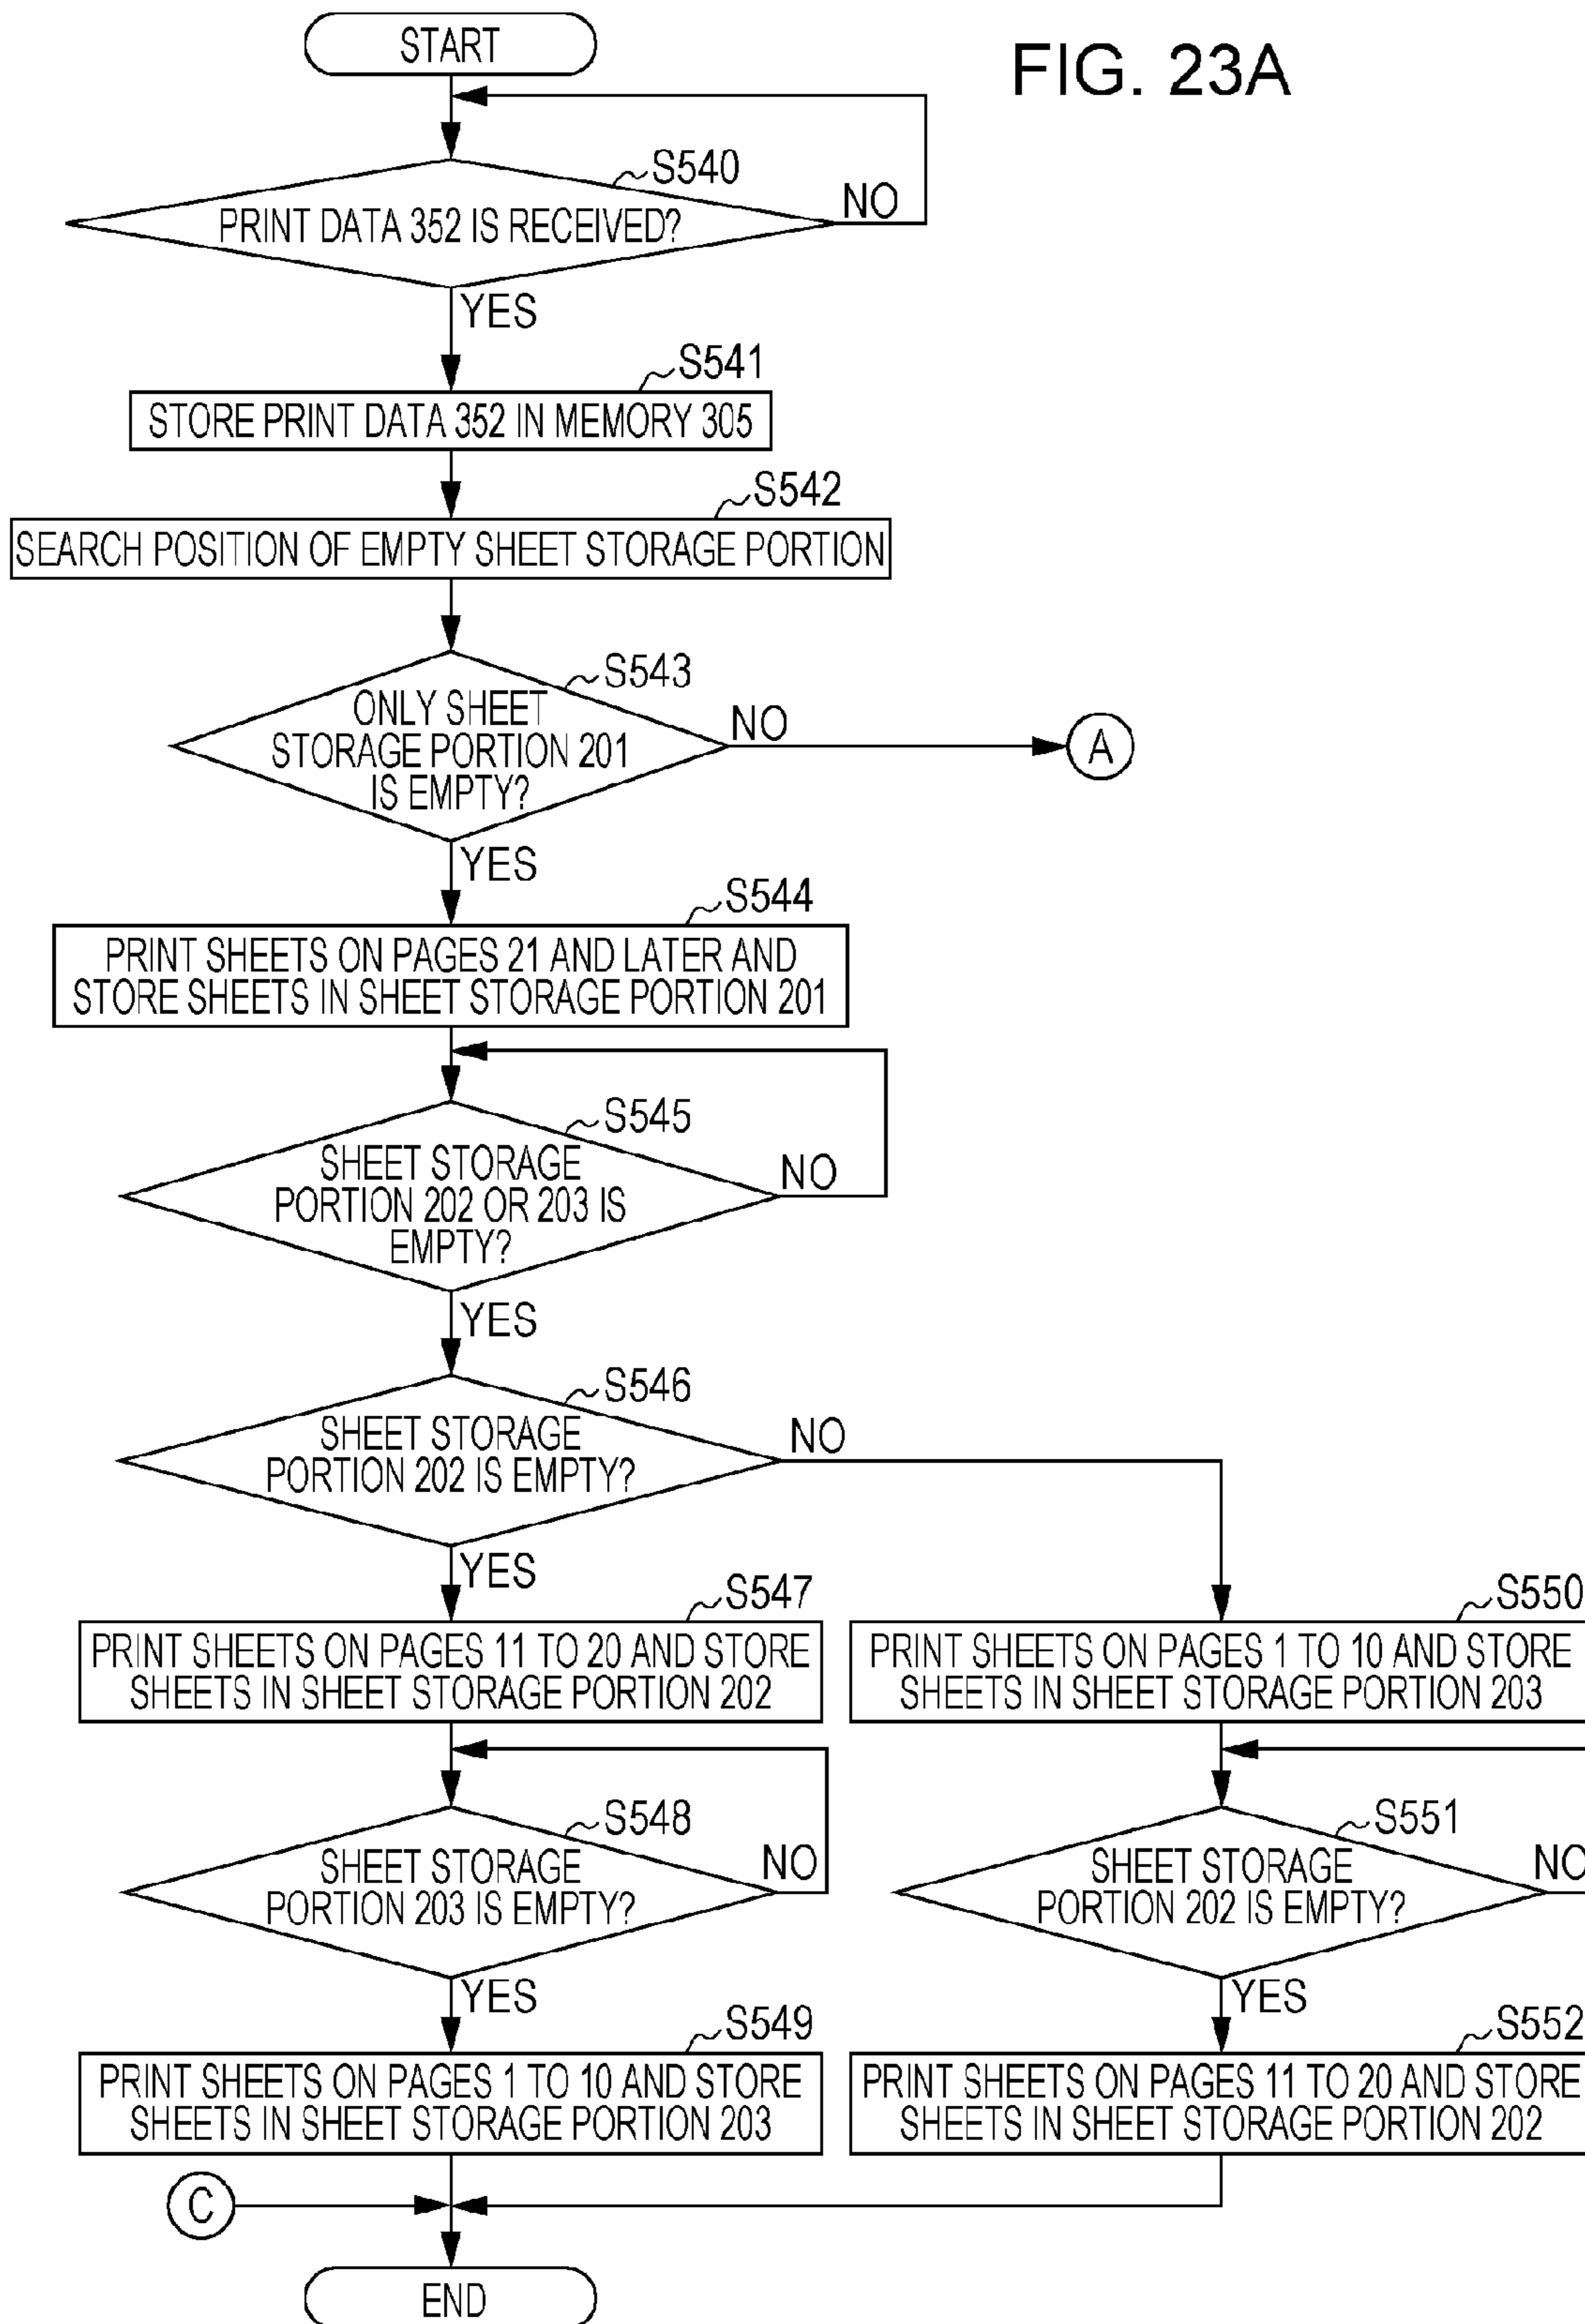 FIG. 23A
START
S540
PRINT DATA 352 IS RECEIVED?
NO
YES
S541
STORE PRINT DATA 352 IN MEMORY 305
S542
SEARCH POSITION OF EMPTY SHEET STORAGE PORTION
S543
ONLY SHEET
STORAGE PORTION 201
IS EMPTY?
NO
A
YES
S544
PRINT SHEETS ON PAGES 21 AND LATER AND
STORE SHEETS IN SHEET STORAGE PORTION 201
S545
SHEET STORAGE
PORTION 202 OR 203 IS
EMPTY?
NO
YES
S546
SHEET STORAGE
PORTION 202 IS EMPTY?
NO
YES
S547
PRINT SHEETS ON PAGES 11 TO 20 AND STORE
SHEETS IN SHEET STORAGE PORTION 202
S548
SHEET STORAGE
PORTION 203 IS EMPTY?
NO
YES
S549
PRINT SHEETS ON PAGES 1 TO 10 AND STORE
SHEETS IN SHEET STORAGE PORTION 203
S550
PRINT SHEETS ON PAGES 1 TO 10 AND STORE
SHEETS IN SHEET STORAGE PORTION 203
S551
SHEET STORAGE
PORTION 202 IS EMPTY?
NO
YES
S552
PRINT SHEETS ON PAGES 11 TO 20 AND STORE
SHEETS IN SHEET STORAGE PORTION 202
C
END